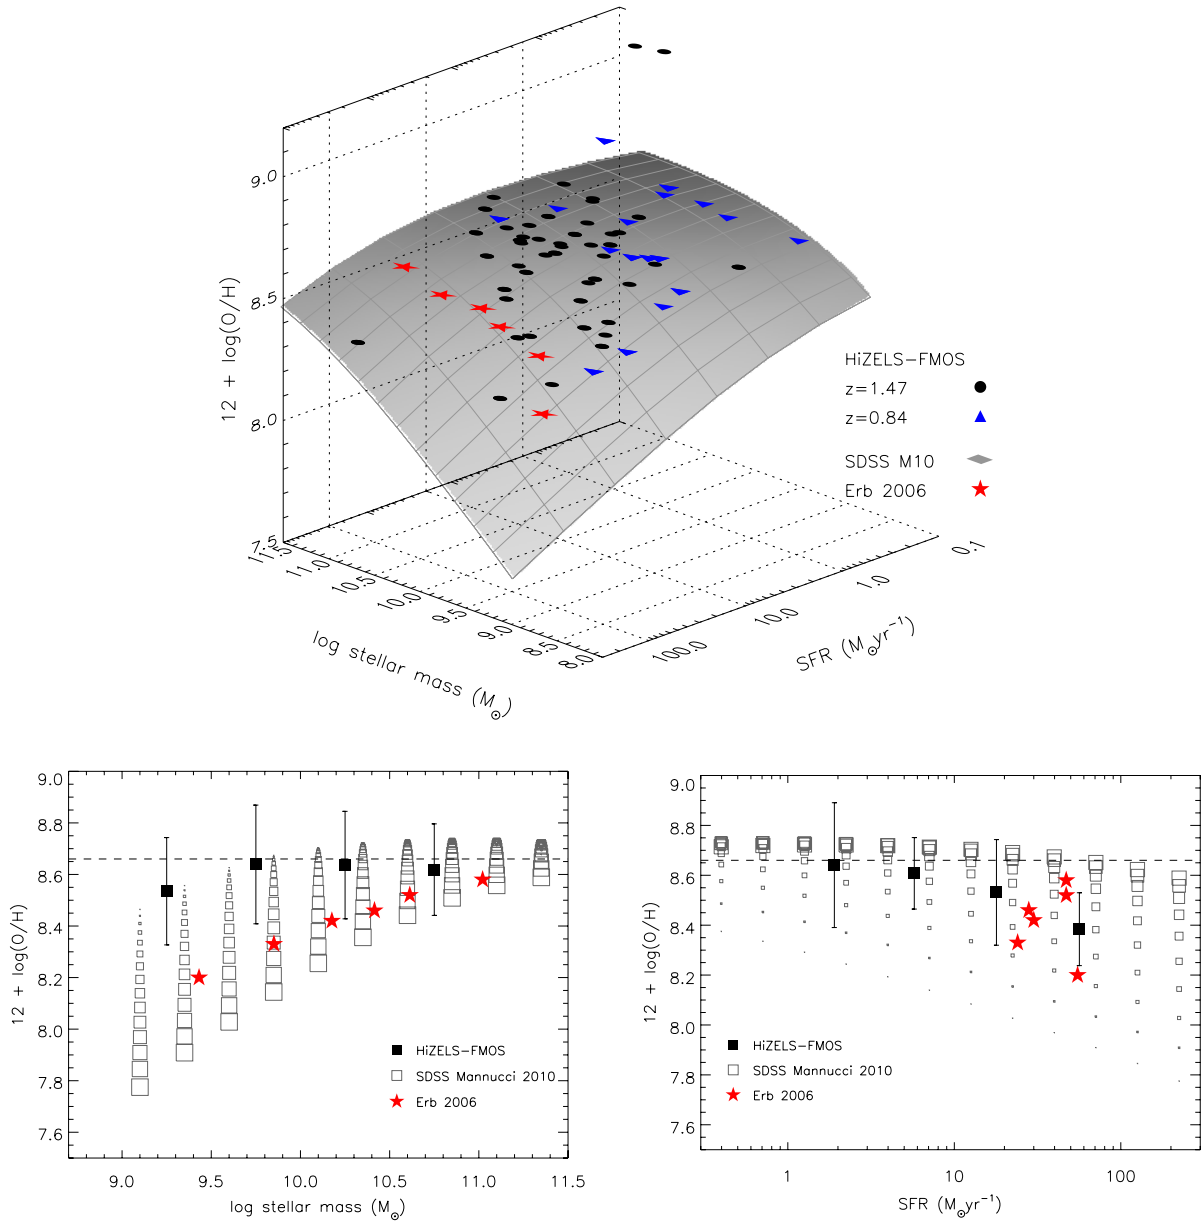 9.0
8.5
8.0
7.5
12 + log(O/H)
11.5
11.0
10.5
10.0
9.5
9.0
8.5
8.0
log stellar mass (M⊙)
100.0
10.0
1.0
0.1
SFR (M⊙yr⁻¹)
HiZELS−FMOS
z=1.47
z=0.84
SDSS M10
Erb 2006
9.0
8.8
8.6
8.4
8.2
8.0
7.8
7.6
12 + log(O/H)
HiZELS−FMOS
SDSS Mannucci 2010
Erb 2006
9.0 9.5 10.0 10.5 11.0 11.5
log stellar mass (M⊙)
9.0
8.8
8.6
8.4
8.2
8.0
7.8
7.6
12 + log(O/H)
HiZELS−FMOS
SDSS Mannucci 2010
Erb 2006
1 10 100
SFR (M⊙yr⁻¹)